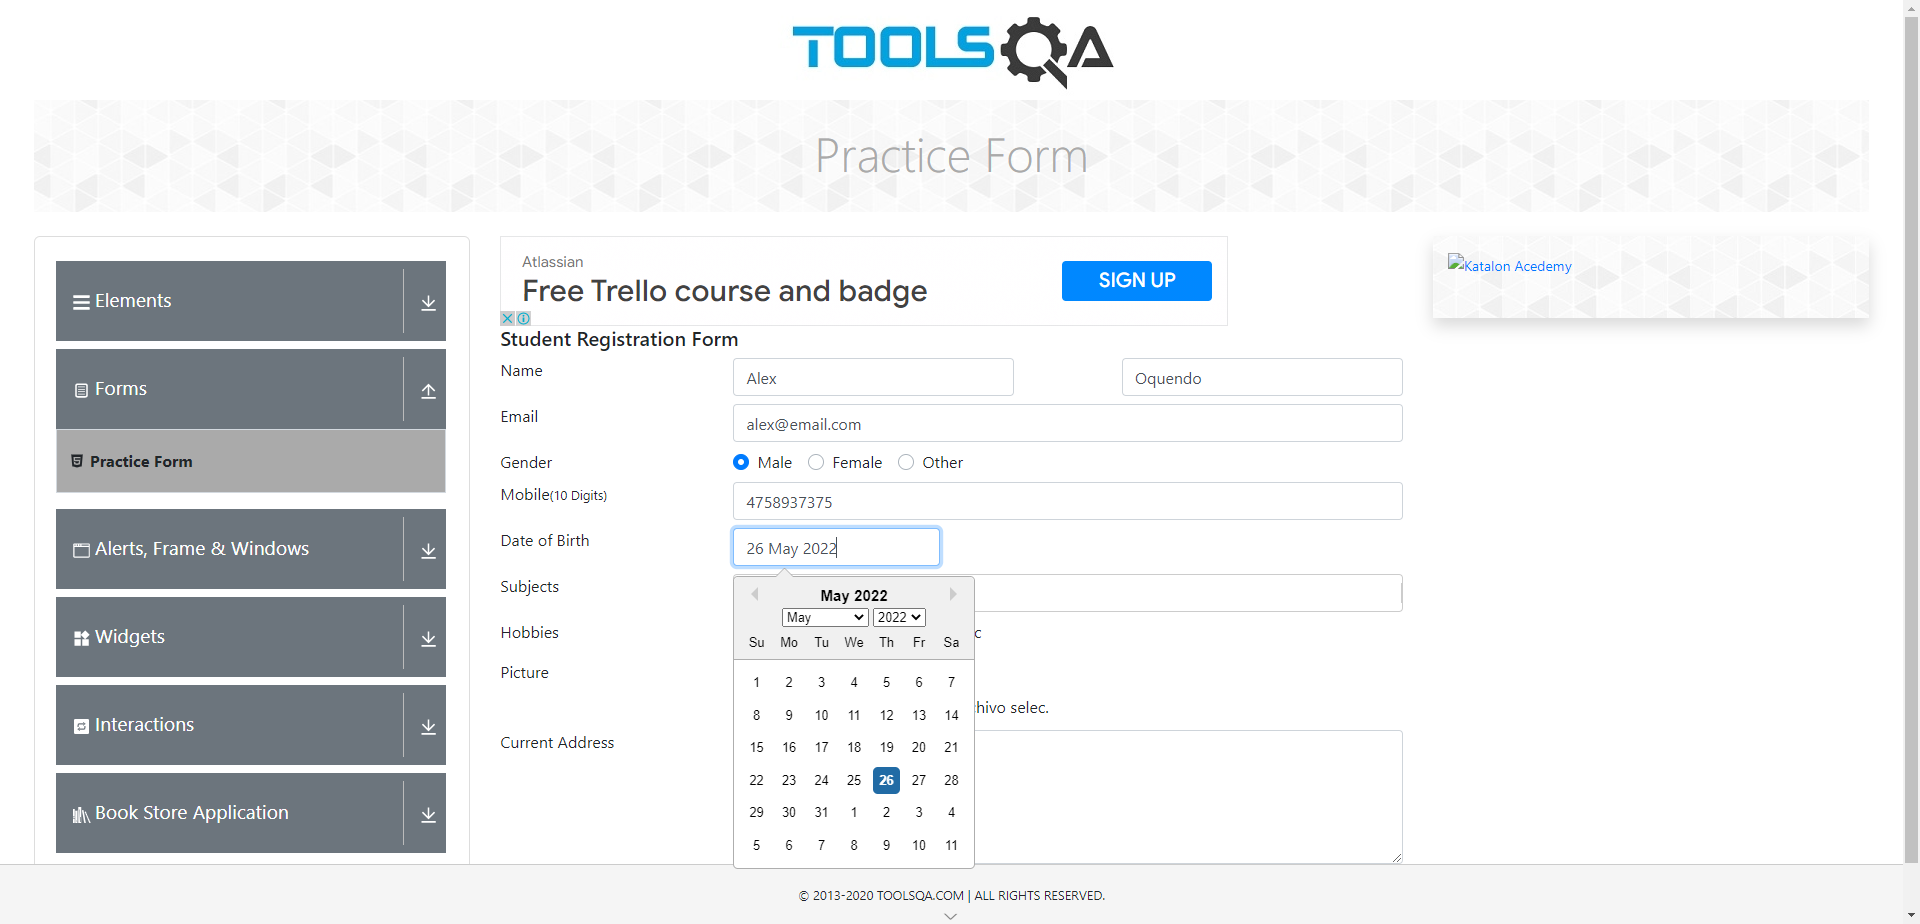 TOOLSQA
Practice Form
Elements
Forms
Practice Form
Alerts, Frame & Windows
Widgets
Interactions
Book Store Application
Atlassian
Free Trello course and badge
SIGN UP
Student Registration Form
Name
Alex
Oquendo
Email
alex@email.com
Gender
Male Female Other
Mobile(10 Digits)
4758937375
Date of Birth
26 May 2022
Subjects
Hobbies
c
Picture
hivo selec.
Current Address
May 2022
May 2022
Su Mo Tu We Th Fr Sa
1 2 3 4 5 6 7
8 9 10 11 12 13 14
15 16 17 18 19 20 21
22 23 24 25 26 27 28
29 30 31 1 2 3 4
5 6 7 8 9 10 11
Katalon Acedemy
© 2013-2020 TOOLSQA.COM | ALL RIGHTS RESERVED.